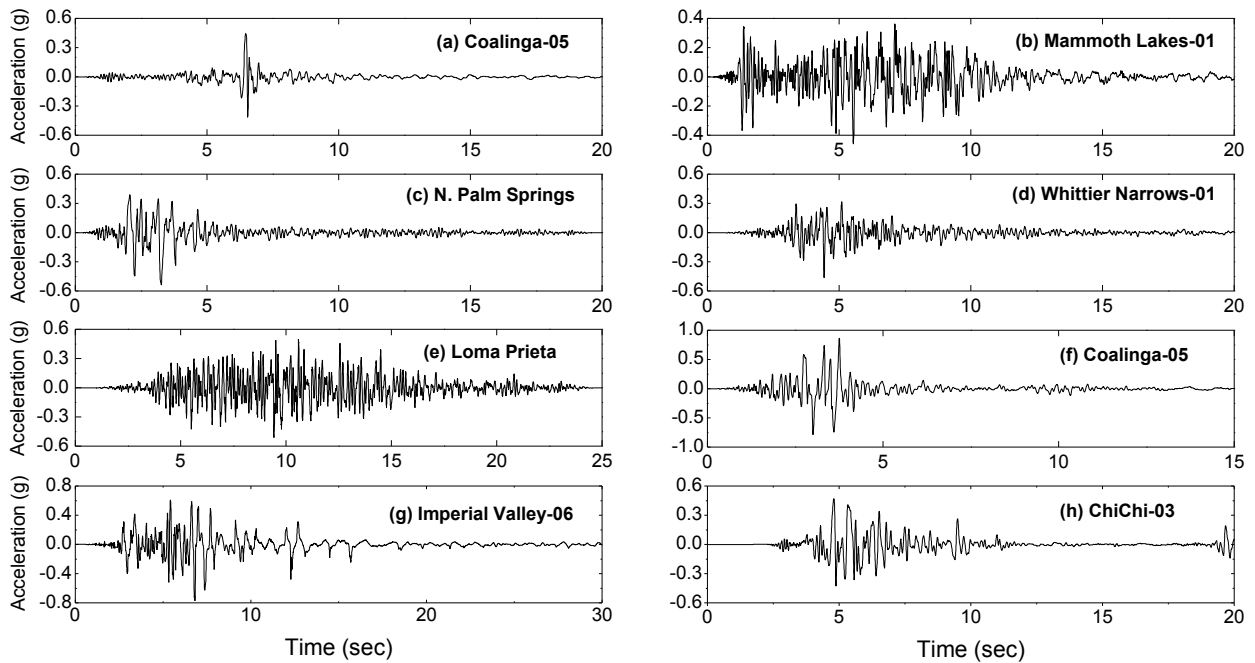 Acceleration (g)
0.6
0.3
0.0
-0.3
-0.6
(a) Coalinga-05
0 5 10 15 20
0.4
0.2
0.0
-0.2
-0.4
(b) Mammoth Lakes-01
0 5 10 15 20
Acceleration (g)
0.6
0.3
0.0
-0.3
-0.6
(c) N. Palm Springs
0 5 10 15 20
0.6
0.3
0.0
-0.3
-0.6
(d) Whittier Narrows-01
0 5 10 15 20
Acceleration (g)
0.6
0.3
0.0
-0.3
-0.6
(e) Loma Prieta
0 5 10 15 20 25
1.0
0.5
0.0
-0.5
-1.0
(f) Coalinga-05
0 5 10 15
Acceleration (g)
0.8
0.4
0.0
-0.4
-0.8
(g) Imperial Valley-06
0 10 20 30
Time (sec)
0.6
0.3
0.0
-0.3
-0.6
(h) ChiChi-03
0 5 10 15 20
Time (sec)